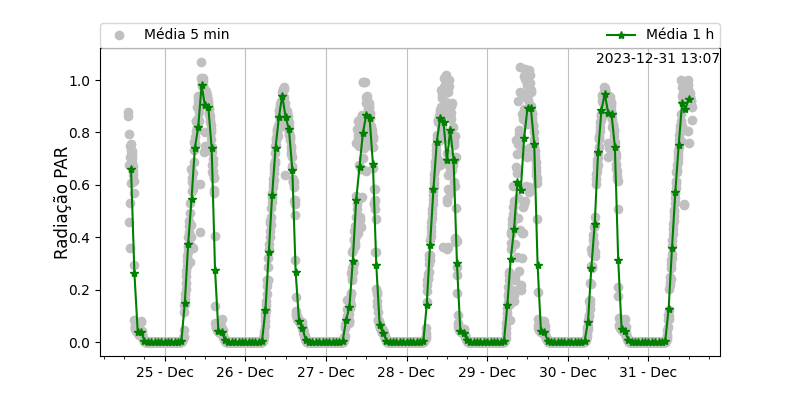 Média 5 min
Média 1 h
2023-12-31 13:07
Radiação PAR
1.0
0.8
0.6
0.4
0.2
0.0
25 - Dec
26 - Dec
27 - Dec
28 - Dec
29 - Dec
30 - Dec
31 - Dec